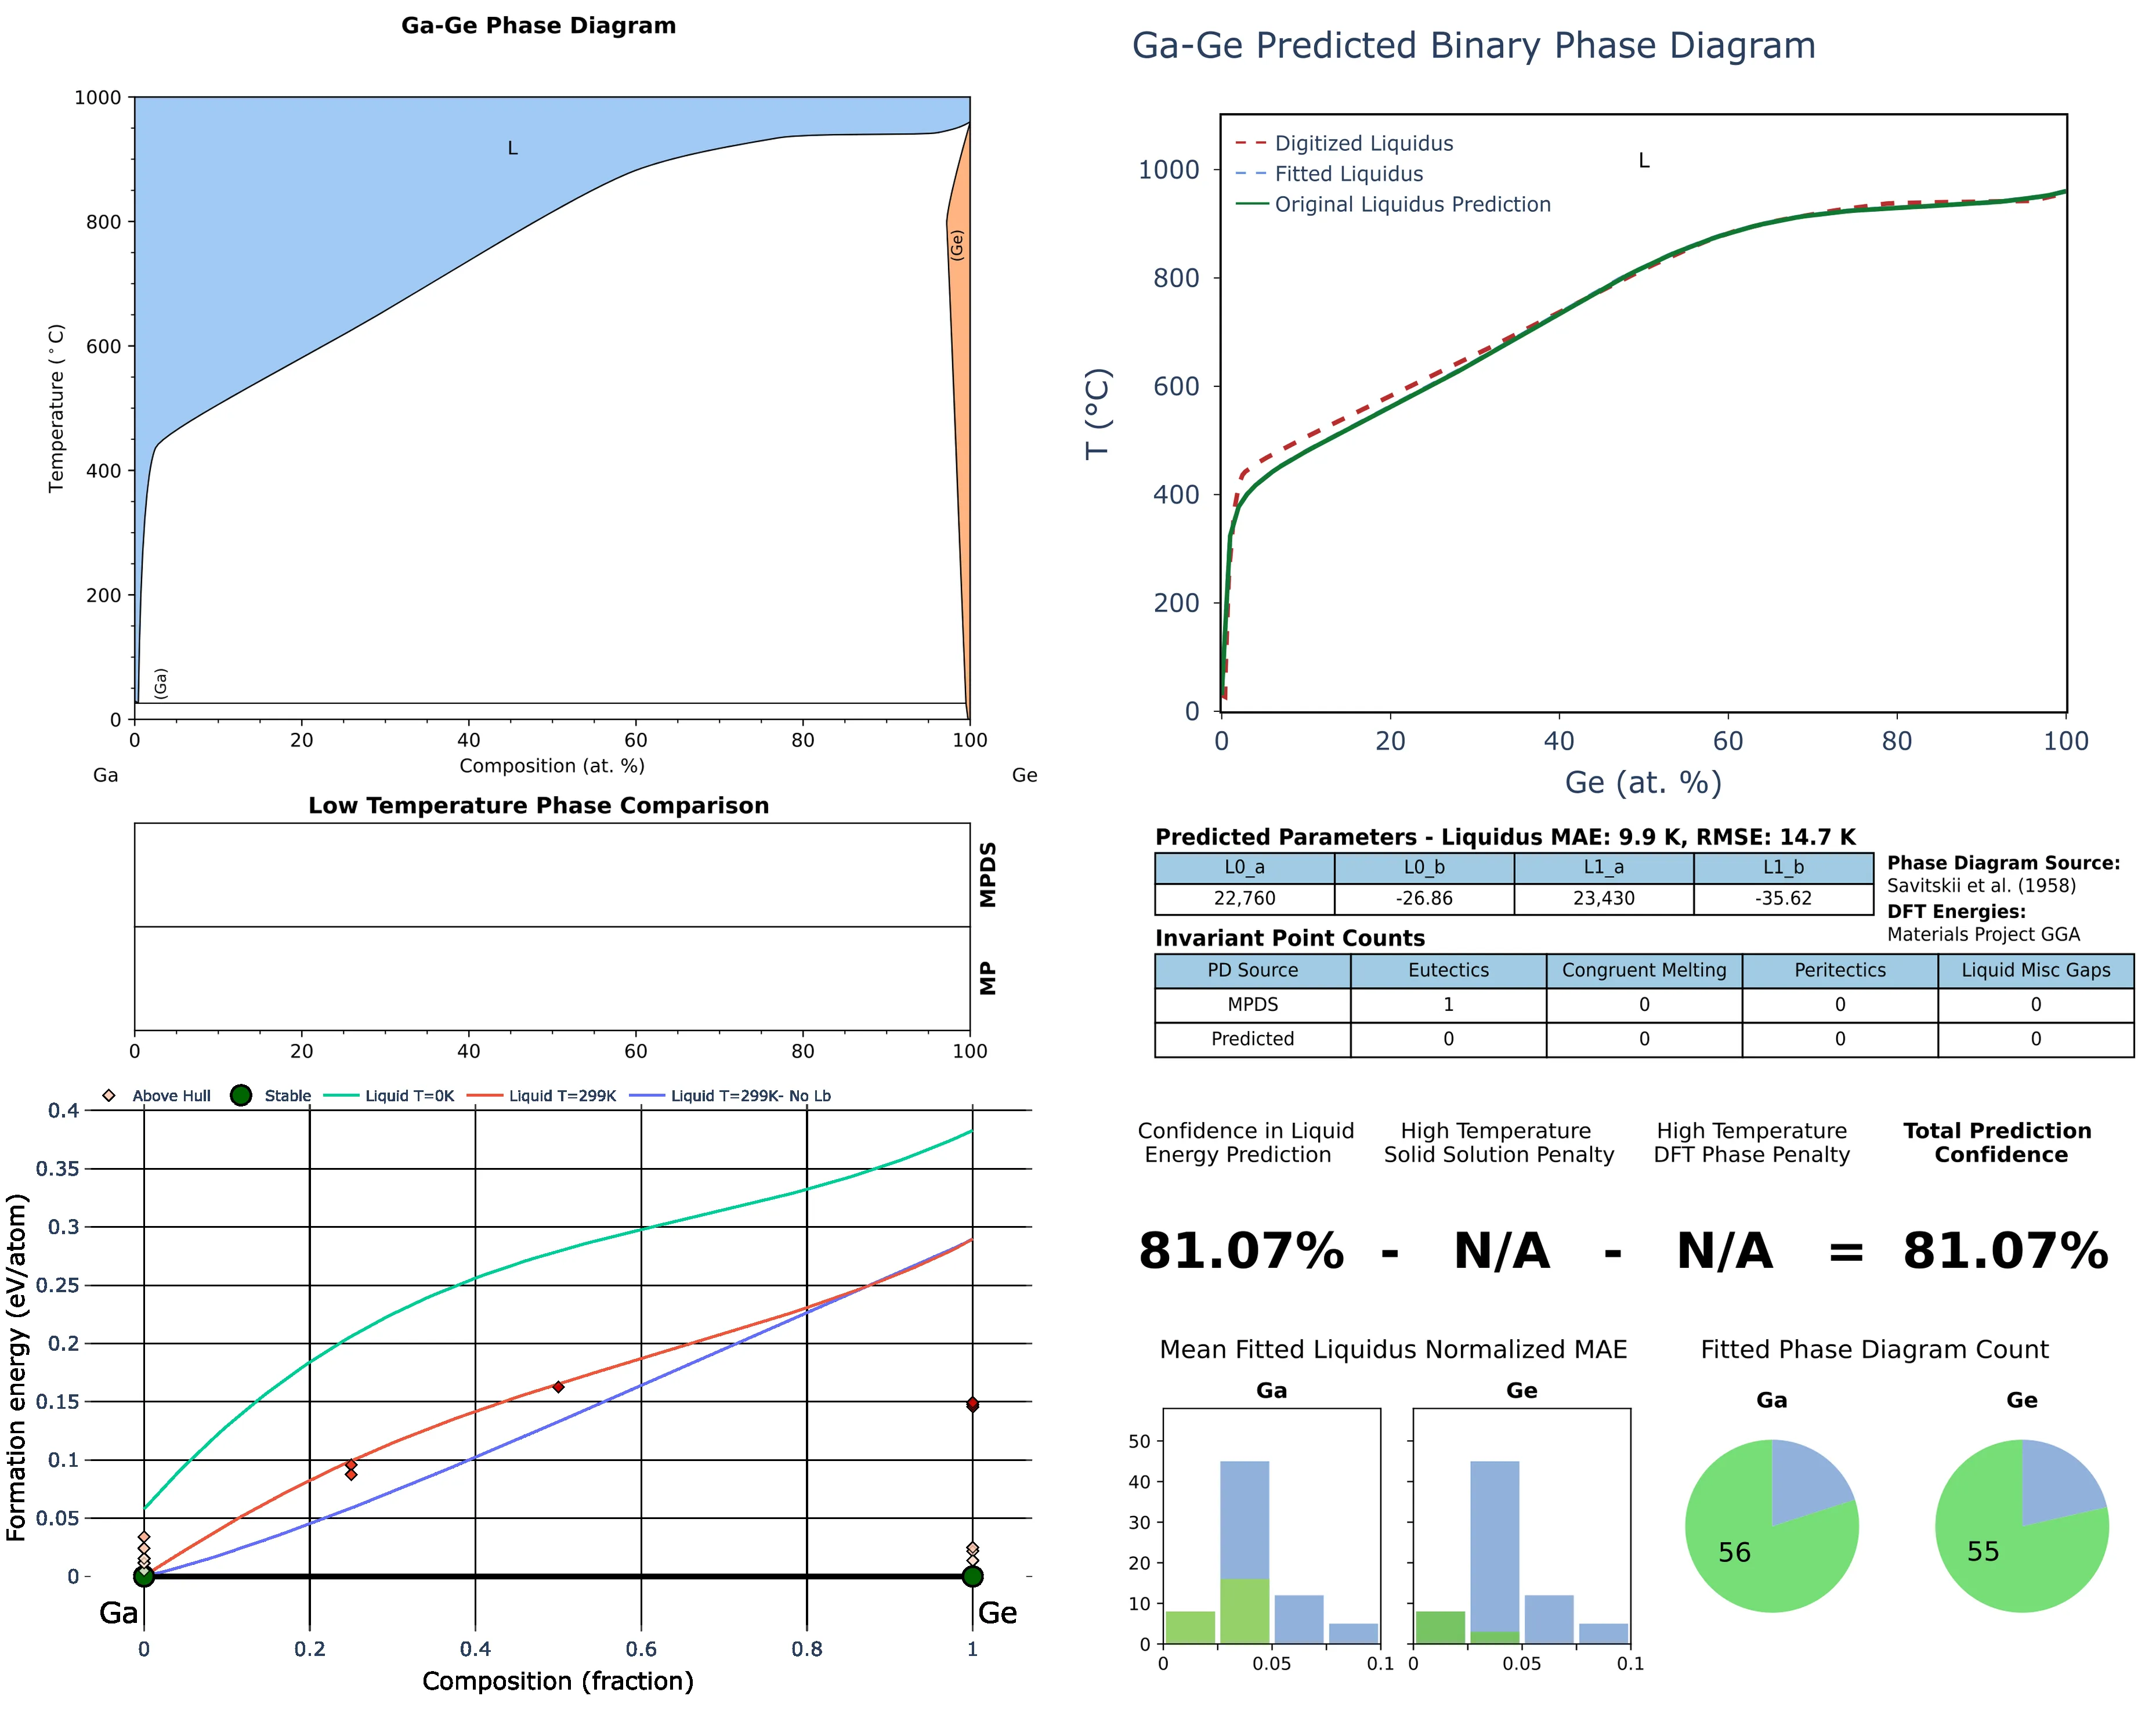 Ga-Ge Phase Diagram
1000
800
600
400
200
0
Temperature (°C)
L
(Ga)
(Ge)
0 20 40 60 80 100
Composition (at. %)
Ga
Ge
Low Temperature Phase Comparison
MPDS
MP
0 20 40 60 80 100
Above Hull Stable Liquid T=0K Liquid T=299K Liquid T=299K- No Lb
0.4
0.35
0.3
0.25
0.2
0.15
0.1
0.05
0
Formation energy (eV/atom)
Ga
Ge
0 0.2 0.4 0.6 0.8 1
Composition (fraction)
Ga-Ge Predicted Binary Phase Diagram
Digitized Liquidus
Fitted Liquidus
Original Liquidus Prediction
L
1000
800
600
400
200
0
T (°C)
0 20 40 60 80 100
Ge (at. %)
Predicted Parameters - Liquidus MAE: 9.9 K, RMSE: 14.7 K
L0_a L0_b L1_a L1_b
22,760 -26.86 23,430 -35.62
Phase Diagram Source:
Savitskii et al. (1958)
DFT Energies:
Materials Project GGA
Invariant Point Counts
PD Source Eutectics Congruent Melting Peritectics Liquid Misc Gaps
MPDS 1 0 0 0
Predicted 0 0 0 0
Confidence in Liquid
Energy Prediction
High Temperature
Solid Solution Penalty
High Temperature
DFT Phase Penalty
Total Prediction
Confidence
81.07% - N/A - N/A = 81.07%
Mean Fitted Liquidus Normalized MAE
Ga
Ge
50
40
30
20
10
0
0 0.05 0.1
0 0.05 0.1
Fitted Phase Diagram Count
Ga
Ge
56
55